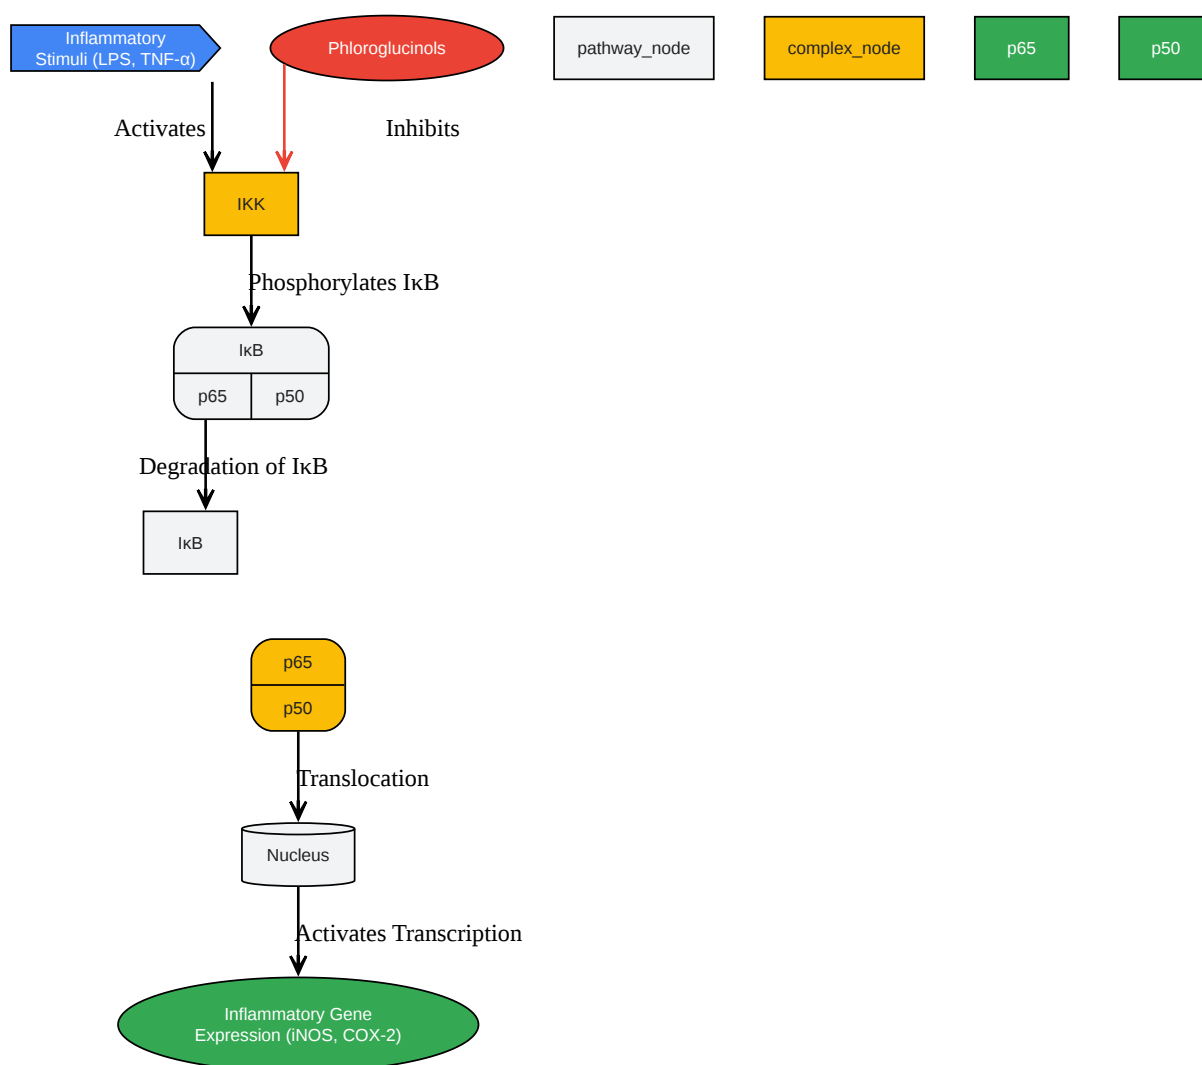 Inflammatory
Stimuli (LPS, TNF-α)
Phloroglucinols
pathway_node
complex_node
p65
p50
Activates
Inhibits
IKK
Phosphorylates IκB
IκB
p65
p50
Degradation of IκB
IκB
p65
p50
Translocation
Nucleus
Activates Transcription
Inflammatory Gene
Expression (iNOS, COX-2)